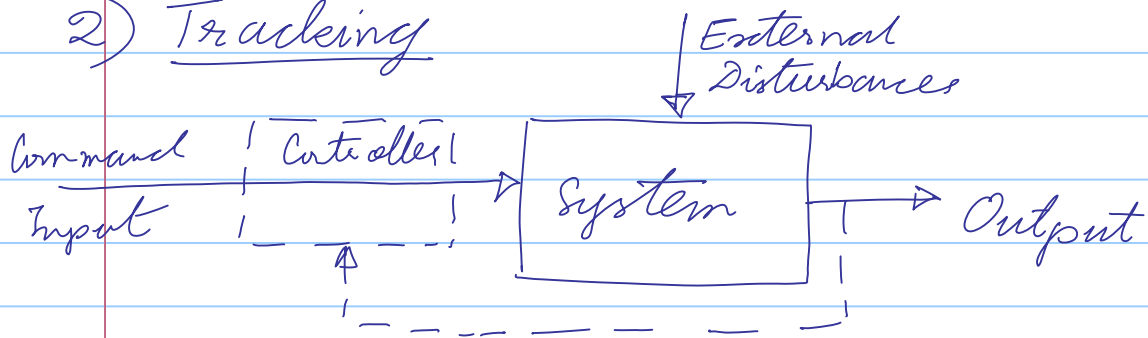 2) Tracking
External
Disturbances
Command
Input
Controller
System
Output